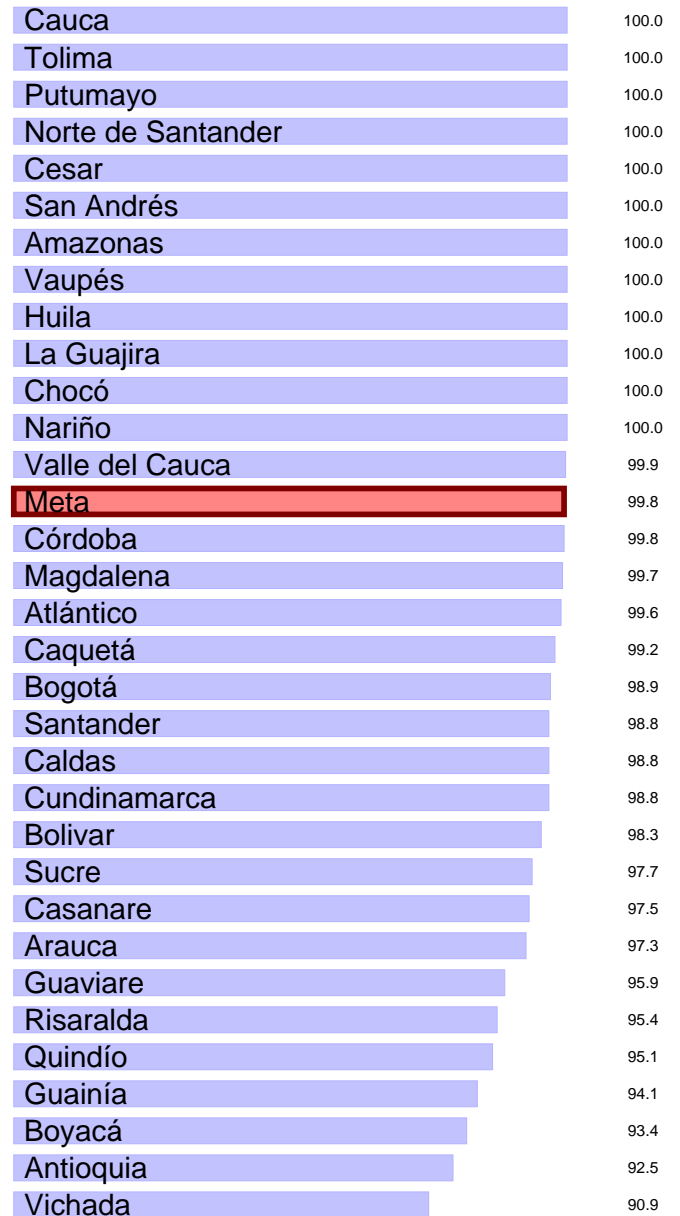 Cauca 100.0
Tolima 100.0
Putumayo 100.0
Norte de Santander 100.0
Cesar 100.0
San Andrés 100.0
Amazonas 100.0
Vaupés 100.0
Huila 100.0
La Guajira 100.0
Chocó 100.0
Nariño 100.0
Valle del Cauca 99.9
Meta 99.8
Córdoba 99.8
Magdalena 99.7
Atlántico 99.6
Caquetá 99.2
Bogotá 98.9
Santander 98.8
Caldas 98.8
Cundinamarca 98.8
Bolivar 98.3
Sucre 97.7
Casanare 97.5
Arauca 97.3
Guaviare 95.9
Risaralda 95.4
Quindío 95.1
Guainía 94.1
Boyacá 93.4
Antioquia 92.5
Vichada 90.9